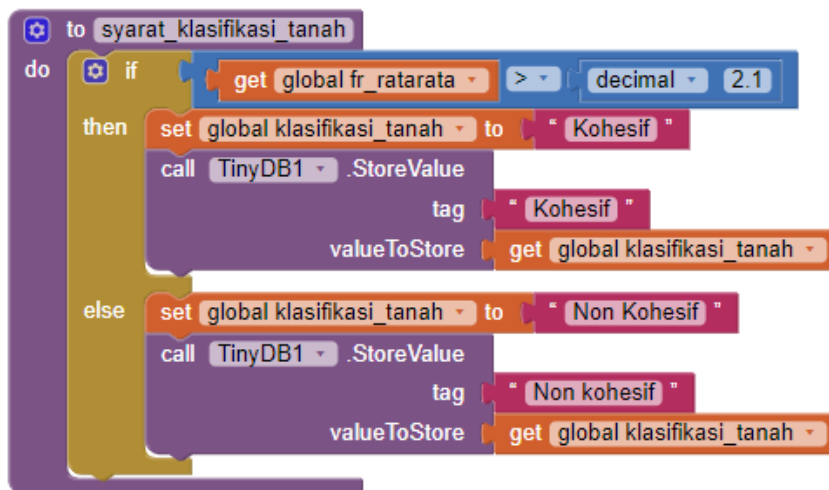 to syarat_klasifikasi_tanah
do if get global fr_ratarata > decimal 2.1
then set global klasifikasi_tanah to " Kohesif "
call TinyDB1 .StoreValue
tag " Kohesif "
valueToStore get global klasifikasi_tanah
else set global klasifikasi_tanah to " Non Kohesif "
call TinyDB1 .StoreValue
tag " Non kohesif "
valueToStore get global klasifikasi_tanah